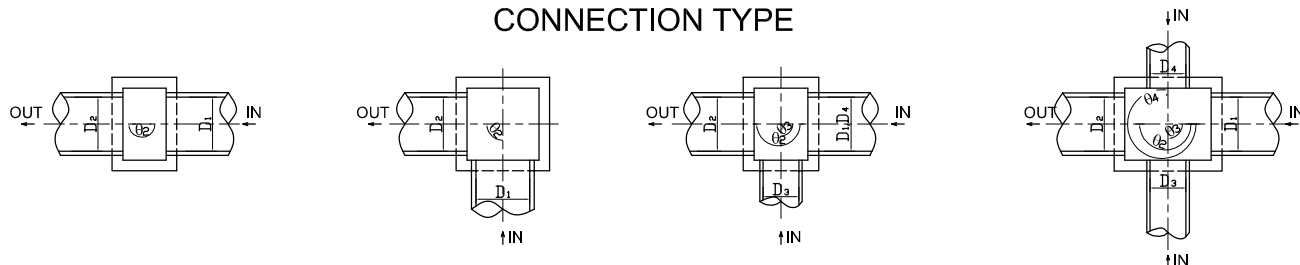 CONNECTION TYPE
OUT D2 θ2 D1 IN
OUT D2 θ2 D1 IN
OUT D2 θ2 θ3 D1,D4 D3 IN IN
IN D4 θ4 OUT D2 θ2 θ3 D1 IN D3 IN